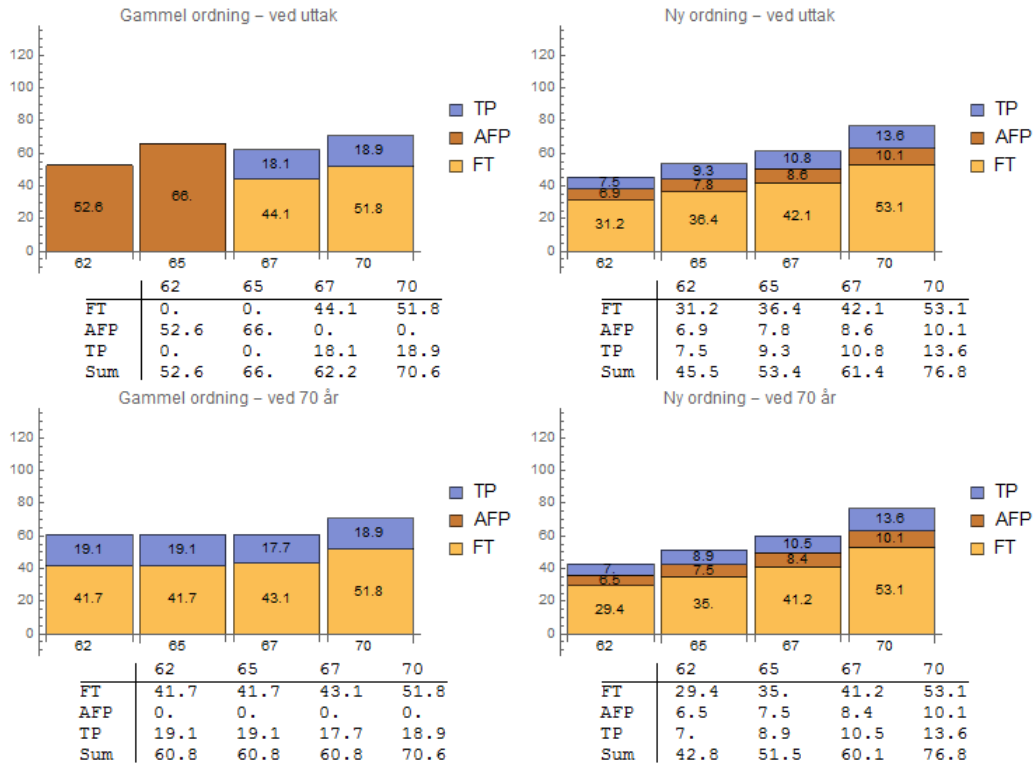 Gammel ordning – ved uttak
120
100
80
60
40
20
0
52.6
66.
18.1
44.1
18.9
51.8
62 65 67 70
TP
AFP
FT
62 65 67 70
FT 0. 0. 44.1 51.8
AFP 52.6 66. 0. 0.
TP 0. 0. 18.1 18.9
Sum 52.6 66. 62.2 70.6
Ny ordning – ved uttak
120
100
80
60
40
20
0
7.5
6.9
31.2
9.3
7.8
36.4
10.8
8.6
42.1
13.6
10.1
53.1
62 65 67 70
TP
AFP
FT
62 65 67 70
FT 31.2 36.4 42.1 53.1
AFP 6.9 7.8 8.6 10.1
TP 7.5 9.3 10.8 13.6
Sum 45.5 53.4 61.4 76.8
Gammel ordning – ved 70 år
120
100
80
60
40
20
0
19.1
41.7
19.1
41.7
17.7
43.1
18.9
51.8
62 65 67 70
TP
AFP
FT
62 65 67 70
FT 41.7 41.7 43.1 51.8
AFP 0. 0. 0. 0.
TP 19.1 19.1 17.7 18.9
Sum 60.8 60.8 60.8 70.6
Ny ordning – ved 70 år
120
100
80
60
40
20
0
7.
6.5
29.4
8.9
7.5
35.
10.5
8.4
41.2
13.6
10.1
53.1
62 65 67 70
TP
AFP
FT
62 65 67 70
FT 29.4 35. 41.2 53.1
AFP 6.5 7.5 8.4 10.1
TP 7. 8.9 10.5 13.6
Sum 42.8 51.5 60.1 76.8